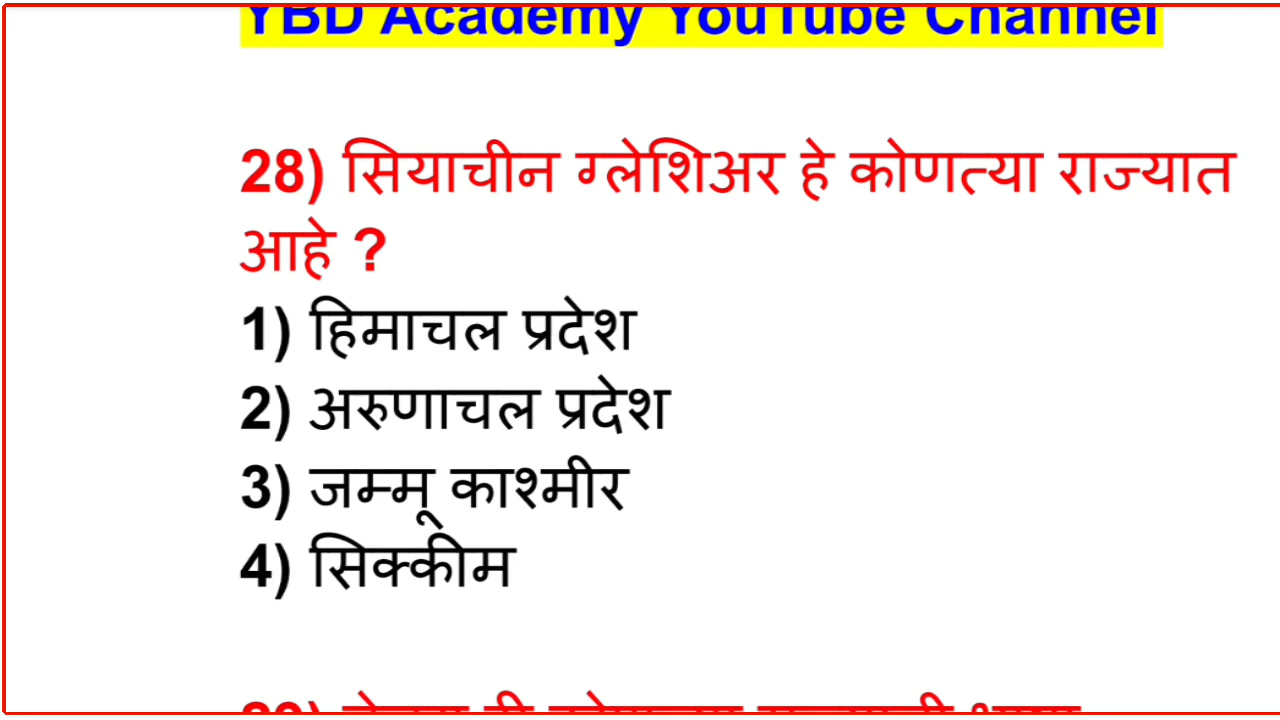 YBD Academy YouTube Channel
28) सियाचीन ग्लेशिअर हे कोणत्या राज्यात
आहे ?
1) हिमाचल प्रदेश
2) अरुणाचल प्रदेश
3) जम्मू काश्मीर
4) सिक्कीम